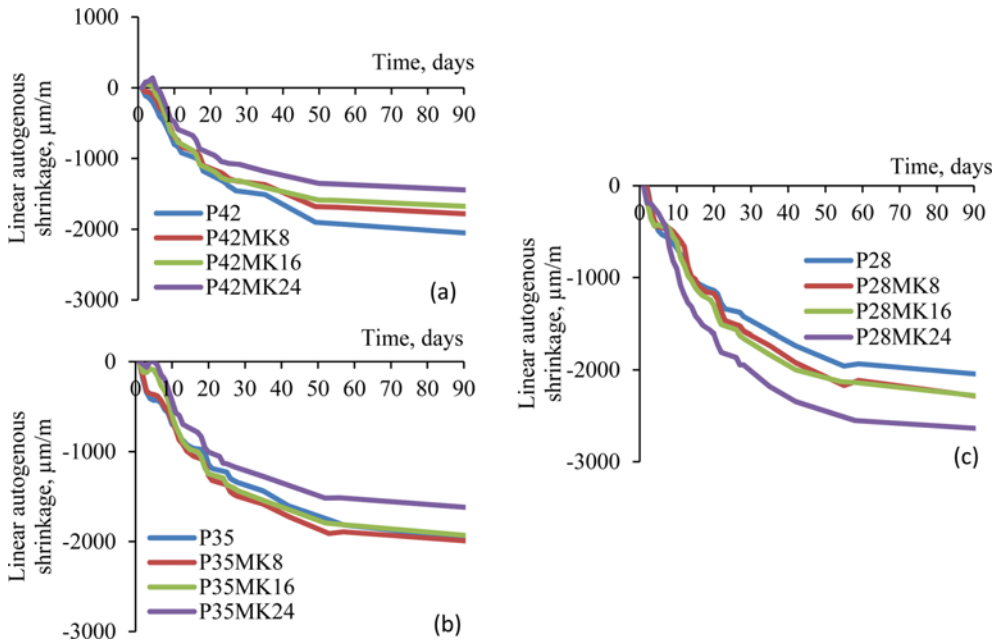 1000
0
-1000
-2000
-3000
Linear autogenous
shrinkage, µm/m
Time, days
0 10 20 30 40 50 60 70 80 90
P42
P42MK8
P42MK16
P42MK24
(a)
0
-1000
-2000
-3000
Linear autogenous
shrinkage, µm/m
Time, days
0 10 20 30 40 50 60 70 80 90
P35
P35MK8
P35MK16
P35MK24
(b)
0
-1000
-2000
-3000
Linear autogenous
shrinkage, µm/m
Time, days
0 10 20 30 40 50 60 70 80 90
P28
P28MK8
P28MK16
P28MK24
(c)